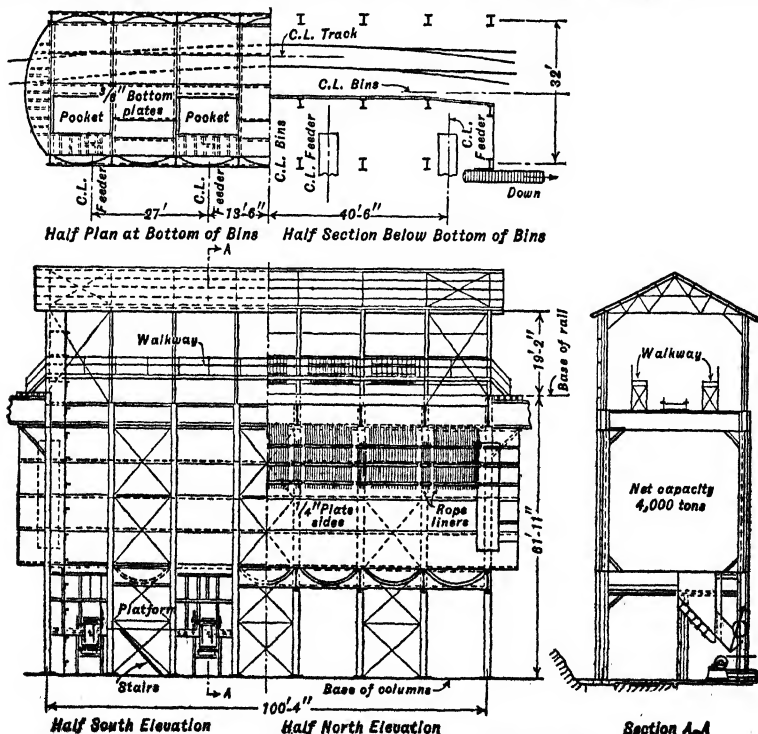 C.L. Track
C.L. Bins
3/8" Bottom
plates
Pocket
Pocket
C.L. Feeder
C.L. Feeder
C.L. Bins
C.L. Feeder
C.L. Feeder
32'
Down
27'
13'-6"
40'-6"
Half Plan at Bottom of Bins
Half Section Below Bottom of Bins
A
Walkway
19'-2"
Base of rail
Walkway
1/4" Plate
sides
Rope
liners
61'-11"
Net capacity
4,000 tons
Platform
Stairs
A
Base of columns
100'-4"
Half South Elevation
Half North Elevation
Section A-A